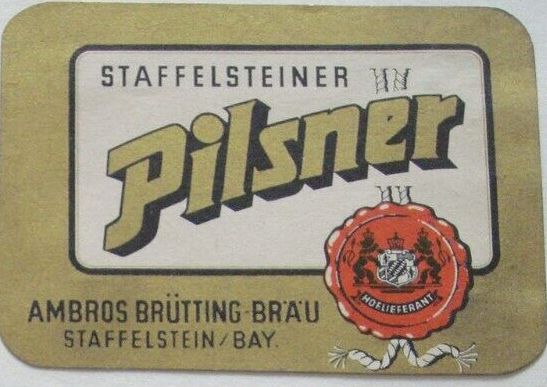 STAFFELSTEINER
Pilsner
HOFLIEFERANT
AMBROS BRÜTTING-BRÄU
STAFFELSTEIN/BAY.